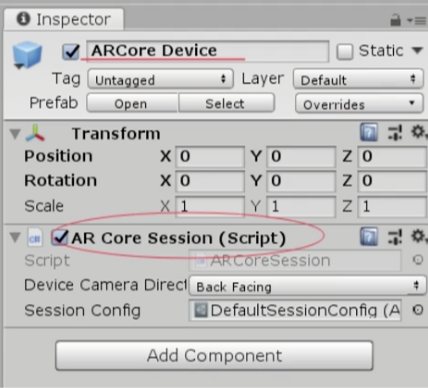 Inspector
ARCore Device
Static
Tag Untagged Layer Default
Prefab Open Select Overrides
Transform
Position X 0 Y 0 Z 0
Rotation X 0 Y 0 Z 0
Scale X 1 Y 1 Z 1
AR Core Session (Script)
Script ARCoreSession
Device Camera Direct Back Facing
Session Config DefaultSessionConfig (A
Add Component